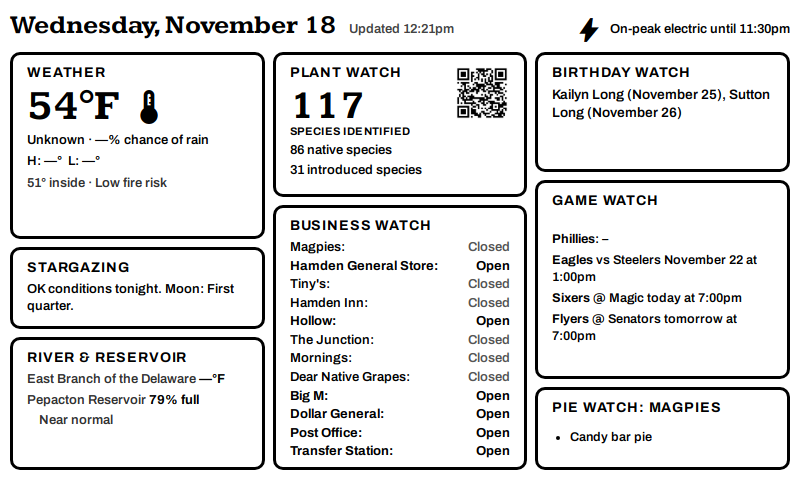 Wednesday, November 18 Updated 12:21pm
On-peak electric until 11:30pm
WEATHER
54°F
Unknown · —% chance of rain
H: —° L: —°
51° inside · Low fire risk
STARGAZING
OK conditions tonight. Moon: First
quarter.
RIVER & RESERVOIR
East Branch of the Delaware —°F
Pepacton Reservoir 79% full
Near normal
PLANT WATCH
117
SPECIES IDENTIFIED
86 native species
31 introduced species
BUSINESS WATCH
Magpies: Closed
Hamden General Store: Open
Tiny's: Closed
Hamden Inn: Closed
Hollow: Open
The Junction: Closed
Mornings: Closed
Dear Native Grapes: Closed
Big M: Open
Dollar General: Open
Post Office: Open
Transfer Station: Open
BIRTHDAY WATCH
Kailyn Long (November 25), Sutton
Long (November 26)
GAME WATCH
Phillies: –
Eagles vs Steelers November 22 at
1:00pm
Sixers @ Magic today at 7:00pm
Flyers @ Senators tomorrow at
7:00pm
PIE WATCH: MAGPIES
• Candy bar pie